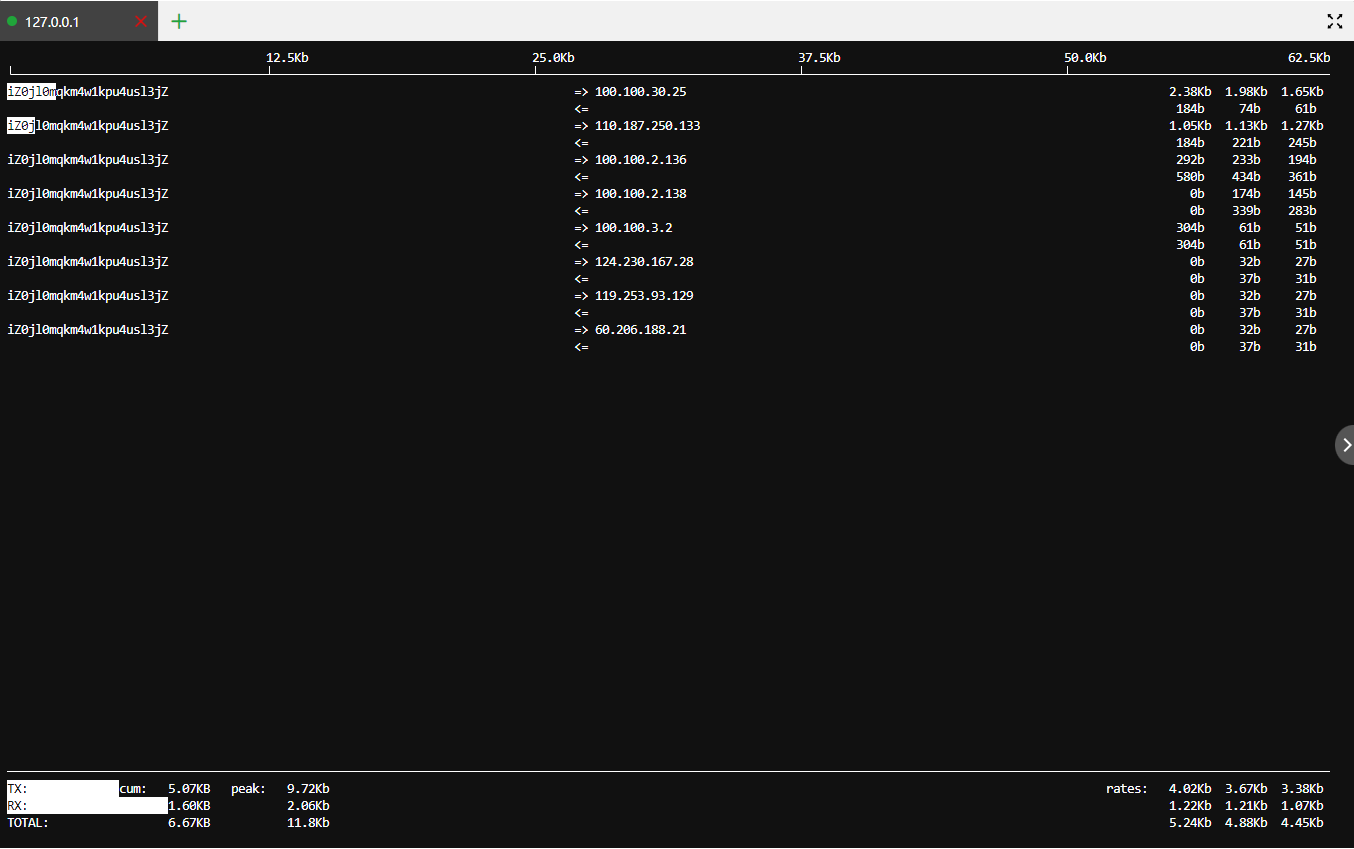 127.0.0.1
12.5Kb 25.0Kb 37.5Kb 50.0Kb 62.5Kb
iZ0jl0mqkm4w1kpu4usl3jZ => 100.100.30.25 2.38Kb 1.98Kb 1.65Kb
<= 184b 74b 61b
iZ0jl0mqkm4w1kpu4usl3jZ => 110.187.250.133 1.05Kb 1.13Kb 1.27Kb
<= 184b 221b 245b
iZ0jl0mqkm4w1kpu4usl3jZ => 100.100.2.136 292b 233b 194b
<= 580b 434b 361b
iZ0jl0mqkm4w1kpu4usl3jZ => 100.100.2.138 0b 174b 145b
<= 0b 339b 283b
iZ0jl0mqkm4w1kpu4usl3jZ => 100.100.3.2 304b 61b 51b
<= 304b 61b 51b
iZ0jl0mqkm4w1kpu4usl3jZ => 124.230.167.28 0b 32b 27b
<= 0b 37b 31b
iZ0jl0mqkm4w1kpu4usl3jZ => 119.253.93.129 0b 32b 27b
<= 0b 37b 31b
iZ0jl0mqkm4w1kpu4usl3jZ => 60.206.188.21 0b 32b 27b
<= 0b 37b 31b
TX: cum: 5.07KB peak: 9.72Kb rates: 4.02Kb 3.67Kb 3.38Kb
RX: 1.60KB 2.06Kb 1.22Kb 1.21Kb 1.07Kb
TOTAL: 6.67KB 11.8Kb 5.24Kb 4.88Kb 4.45Kb